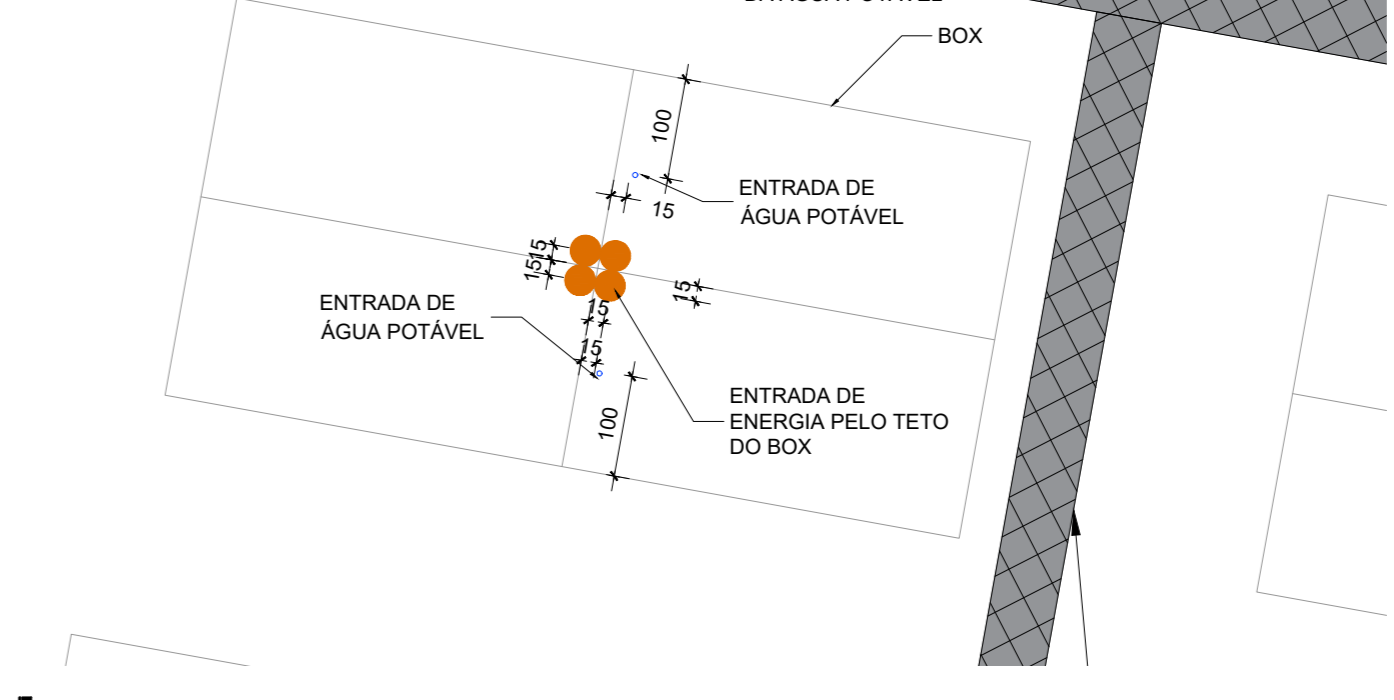 BOX
100
ENTRADA DE
ÁGUA POTÁVEL
15
15
15
15
15
ENTRADA DE
ÁGUA POTÁVEL
15
100
ENTRADA DE
ENERGIA PELO TETO
DO BOX